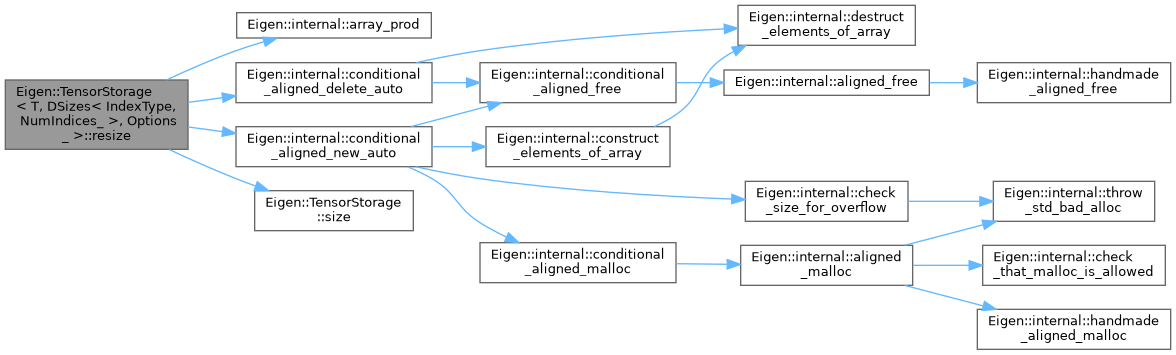 Eigen::TensorStorage
< T, DSizes< IndexType,
NumIndices_ >, Options
_ >::resize
Eigen::internal::array_prod
Eigen::internal::conditional
_aligned_delete_auto
Eigen::internal::conditional
_aligned_new_auto
Eigen::TensorStorage
::size
Eigen::internal::conditional
_aligned_free
Eigen::internal::construct
_elements_of_array
Eigen::internal::conditional
_aligned_malloc
Eigen::internal::destruct
_elements_of_array
Eigen::internal::aligned_free
Eigen::internal::check
_size_for_overflow
Eigen::internal::aligned
_malloc
Eigen::internal::handmade
_aligned_free
Eigen::internal::throw
_std_bad_alloc
Eigen::internal::check
_that_malloc_is_allowed
Eigen::internal::handmade
_aligned_malloc